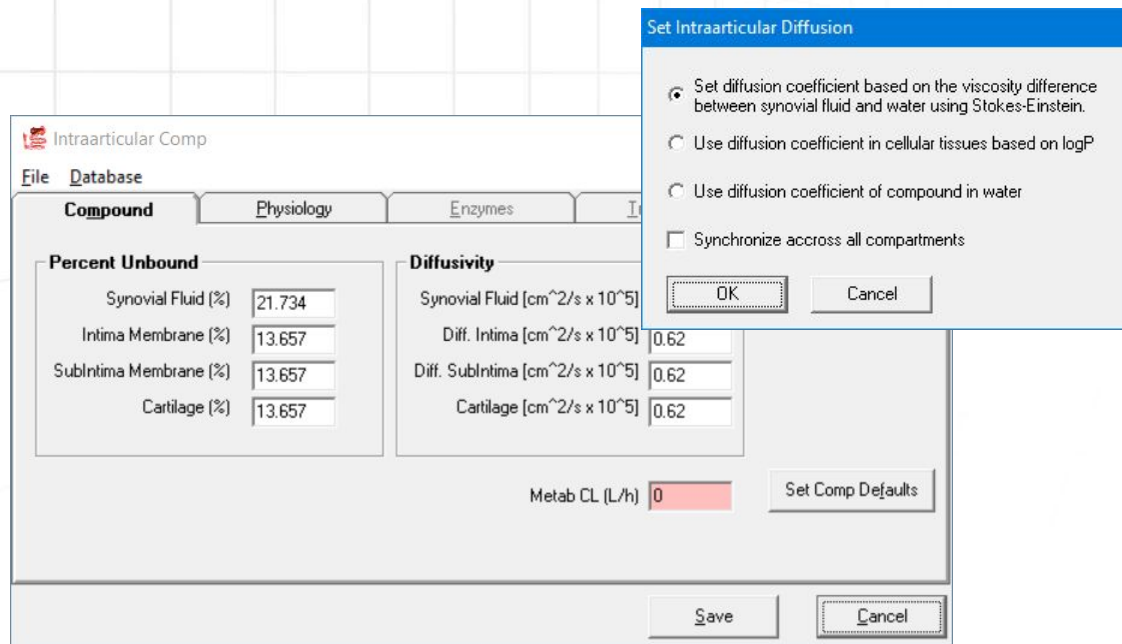 Set Intraarticular Diffusion
Set diffusion coefficient based on the viscosity difference
between synovial fluid and water using Stokes-Einstein.
Use diffusion coefficient in cellular tissues based on logP
Use diffusion coefficient of compound in water
Synchronize accross all compartments
OK
Cancel
Intraarticular Comp
File Database
Compound Physiology Enzymes
Percent Unbound
Synovial Fluid (%) 21.734
Intima Membrane (%) 13.657
SubIntima Membrane (%) 13.657
Cartilage (%) 13.657
Diffusivity
Synovial Fluid [cm^2/s x 10^5]
Diff. Intima [cm^2/s x 10^5] 0.62
Diff. SubIntima [cm^2/s x 10^5] 0.62
Cartilage [cm^2/s x 10^5] 0.62
Metab CL (L/h) 0
Set Comp Defaults
Save Cancel